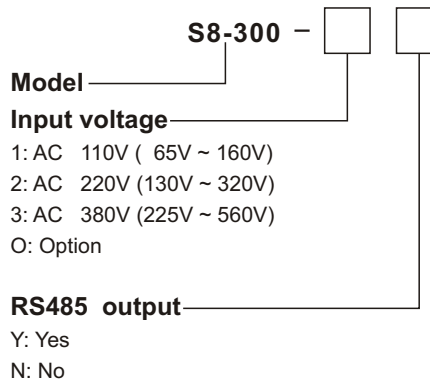 S8-300 –
Model
Input voltage
1: AC 110V ( 65V ~ 160V)
2: AC 220V (130V ~ 320V)
3: AC 380V (225V ~ 560V)
O: Option
RS485 output
Y: Yes
N: No